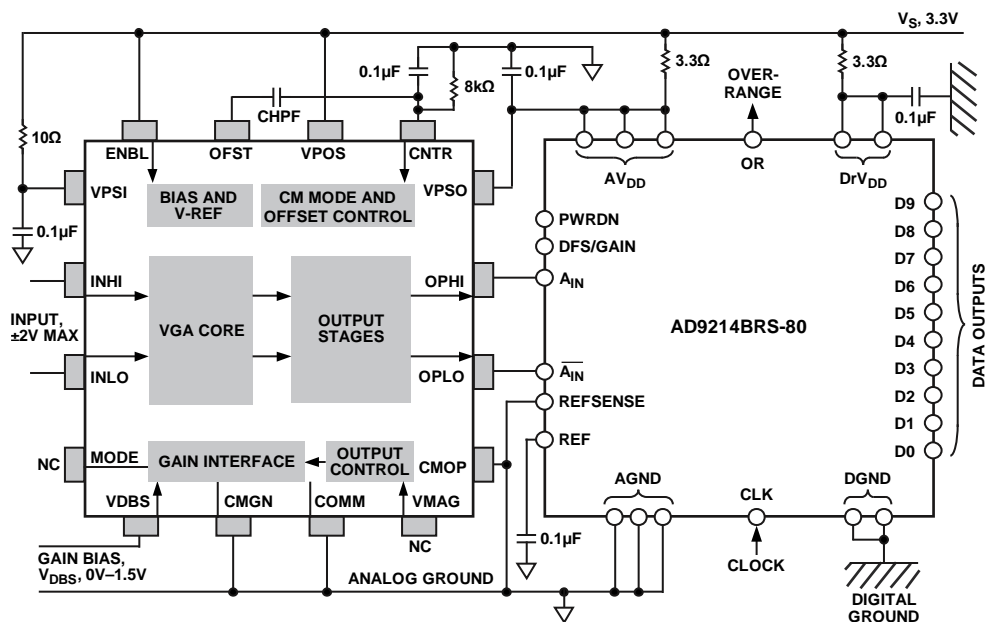 VS, 3.3V
0.1µF
8kΩ
0.1µF
3.3Ω
3.3Ω
OVER-
RANGE
0.1µF
CHPF
10Ω
ENBL
OFST
VPOS
CNTR
AVDD
OR
DrVDD
VPSI
BIAS AND
V-REF
CM MODE AND
OFFSET CONTROL
VPSO
0.1µF
PWRDN
DFS/GAIN
AIN
AIN
REFSENSE
REF
INHI
INPUT,
±2V MAX
INLO
VGA CORE
OUTPUT
STAGES
OPHI
OPLO
AD9214BRS-80
D9
D8
D7
D6
D5
D4
D3
D2
D1
D0
DATA OUTPUTS
NC
MODE
GAIN INTERFACE
OUTPUT
CONTROL
CMOP
VDBS
CMGN
COMM
VMAG
NC
AGND
CLK
DGND
0.1µF
GAIN BIAS,
VDBS, 0V–1.5V
ANALOG GROUND
CLOCK
DIGITAL
GROUND